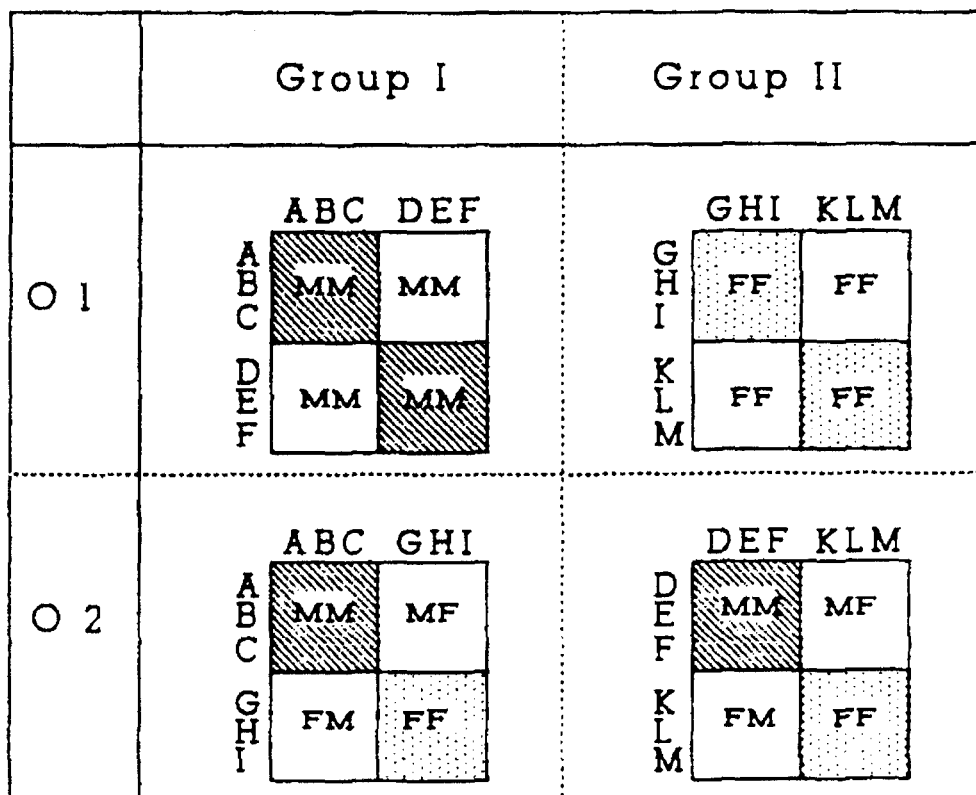 Group I Group II
ABC DEF GHI KLM
A
B
C
MM MM
G
H
I
FF FF
O 1
D
E
F
MM MM
K
L
M
FF FF
ABC GHI DEF KLM
A
B
C
MM MF
D
E
F
MM MF
O 2
G
H
I
FM FF
K
L
M
FM FF